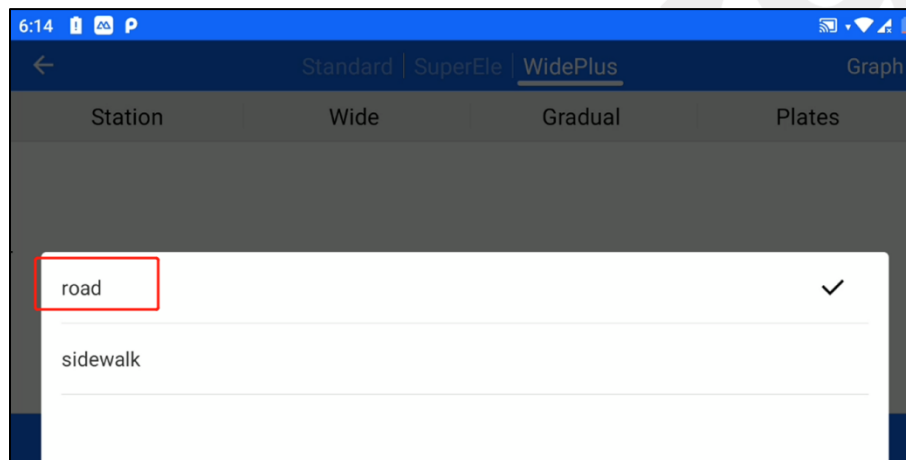 6:14
Standard | SuperEle | WidePlus Graph
Station Wide Gradual Plates
road
sidewalk